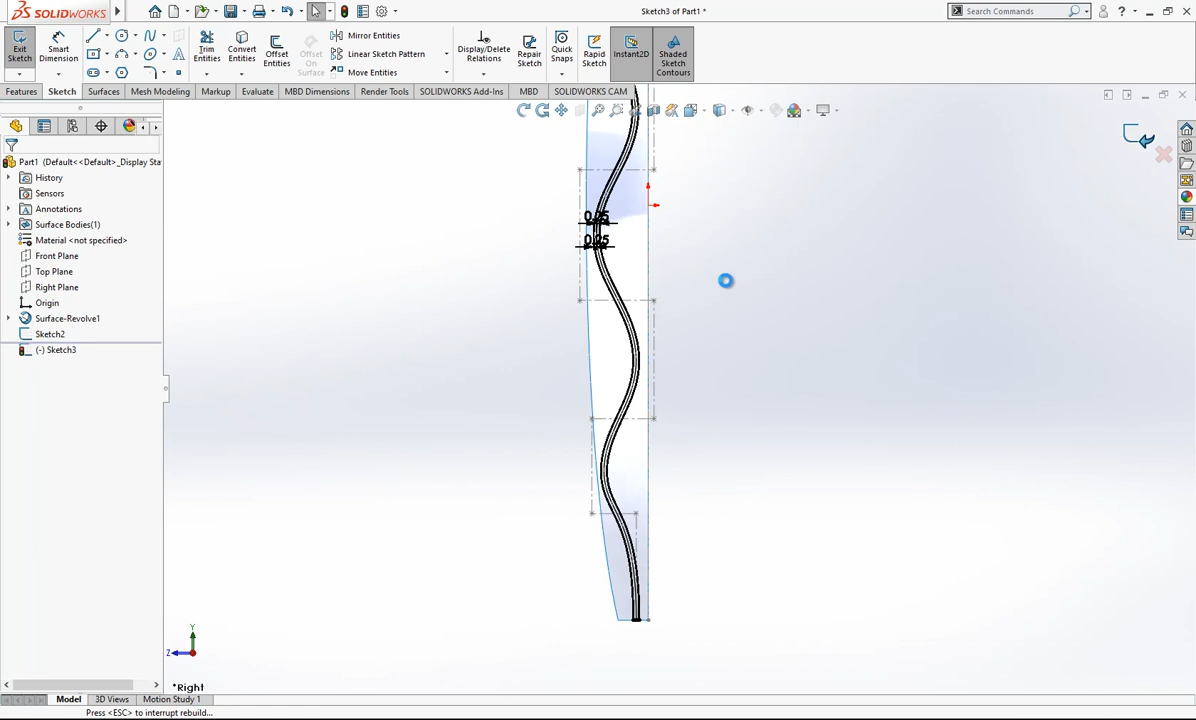 SOLIDWORKS
Sketch3 of Part1 *
Search Commands
Exit Sketch
Smart Dimension
Trim Entities
Convert Entities
Offset Entities
Offset On Surface
Mirror Entities
Linear Sketch Pattern
Move Entities
Display/Delete Relations
Repair Sketch
Quick Snaps
Rapid Sketch
Instant2D
Shaded Sketch Contours
Features
Sketch
Surfaces
Mesh Modeling
Markup
Evaluate
MBD Dimensions
Render Tools
SOLIDWORKS Add-Ins
MBD
SOLIDWORKS CAM
Part1 (Default<<Default>_Display Sta
History
Sensors
Annotations
Surface Bodies(1)
Material <not specified>
Front Plane
Top Plane
Right Plane
Origin
Surface-Revolve1
Sketch2
(-) Sketch3
0.25
0.25
Y
Z
*Right
Model
3D Views
Motion Study 1
Press <ESC> to interrupt rebuild...